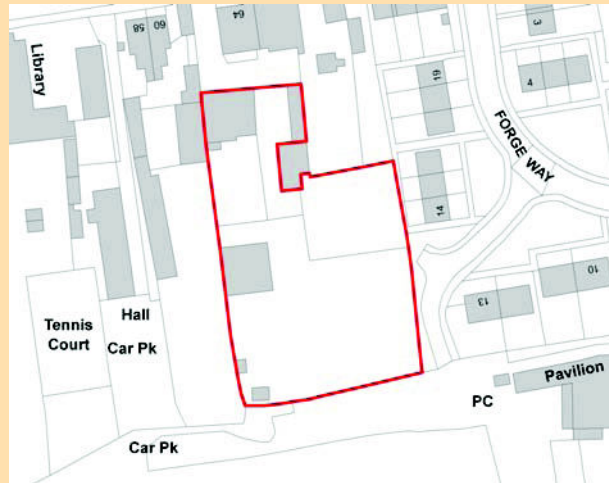 64
58
60
3
Library
19
4
FORGE WAY
14
10
13
Tennis
Court
Hall
Car Pk
Pavilion
PC
Car Pk